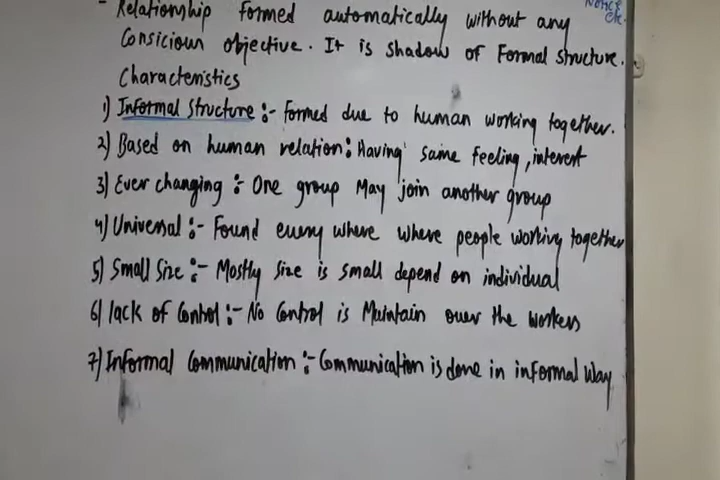 Notice
etc.
- Relationship formed automatically without any
Consicious objective. It is shadow of Formal Structure.
Characteristics
1) Informal Structure :- Formed due to human working together.
2) Based on human relation: Having same feeling, interest
3) Ever changing :- One group May join another group
4) Universal :- Found every where where people working together
5) Small Size :- Mostly Size is small depend on individual
6) lack of Control :- No Control is Maintain over the workers
7) Informal Communication :- Communication is done in informal Way